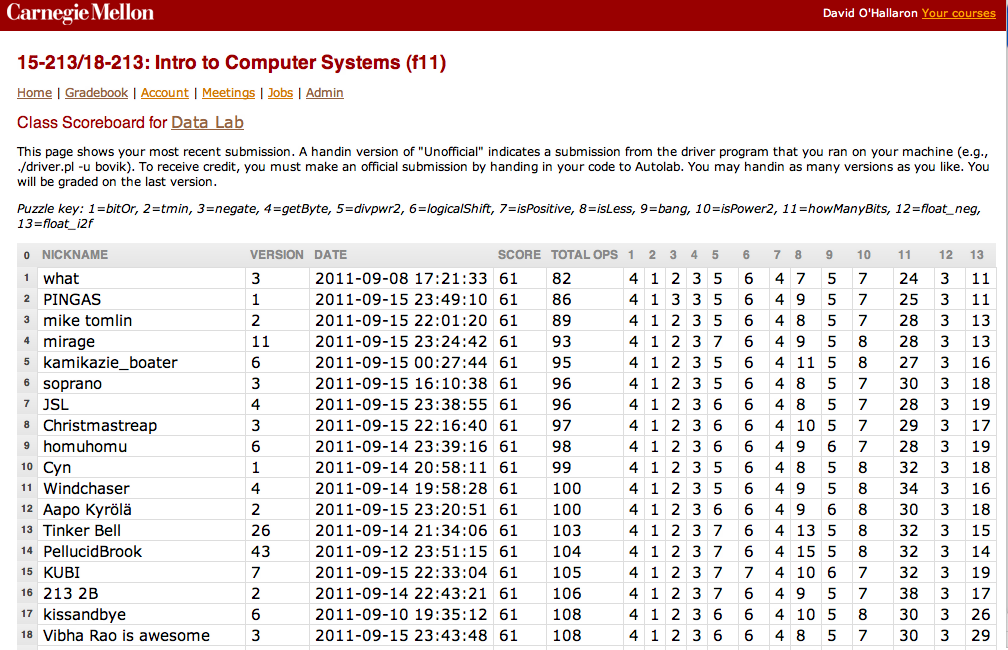 Carnegie Mellon
David O'Hallaron Your courses
15-213/18-213: Intro to Computer Systems (f11)
Home | Gradebook | Account | Meetings | Jobs | Admin
Class Scoreboard for Data Lab
This page shows your most recent submission. A handin version of "Unofficial" indicates a submission from the driver program that you ran on your machine (e.g.,
./driver.pl -u bovik). To receive credit, you must make an official submission by handing in your code to Autolab. You may handin as many versions as you like. You
will be graded on the last version.
Puzzle key: 1=bitOr, 2=tmin, 3=negate, 4=getByte, 5=divpwr2, 6=logicalShift, 7=isPositive, 8=isLess, 9=bang, 10=isPower2, 11=howManyBits, 12=float_neg,
13=float_i2f
0 NICKNAME VERSION DATE SCORE TOTAL OPS 1 2 3 4 5 6 7 8 9 10 11 12 13
1 what 3 2011-09-08 17:21:33 61 82 4 1 2 3 5 6 4 7 5 7 24 3 11
2 PINGAS 1 2011-09-15 23:49:10 61 86 4 1 3 3 5 6 4 9 5 7 25 3 11
3 mike tomlin 2 2011-09-15 22:01:20 61 89 4 1 2 3 5 6 4 8 5 7 28 3 13
4 mirage 11 2011-09-15 23:24:42 61 93 4 1 2 3 7 6 4 9 5 8 28 3 13
5 kamikazie_boater 6 2011-09-15 00:27:44 61 95 4 1 2 3 5 6 4 11 5 8 27 3 16
6 soprano 3 2011-09-15 16:10:38 61 96 4 1 2 3 5 6 4 8 5 7 30 3 18
7 JSL 4 2011-09-15 23:38:55 61 96 4 1 2 3 6 6 4 8 5 7 28 3 19
8 Christmastreap 3 2011-09-15 22:16:40 61 97 4 1 2 3 6 6 4 10 5 7 29 3 17
9 homuhomu 6 2011-09-14 23:39:16 61 98 4 1 2 3 6 6 4 9 6 7 28 3 19
10 Cyn 1 2011-09-14 20:58:11 61 99 4 1 2 3 5 6 4 8 5 8 32 3 18
11 Windchaser 4 2011-09-14 19:58:28 61 100 4 1 2 3 5 6 4 9 5 8 34 3 16
12 Aapo Kyrölä 2 2011-09-15 23:20:51 61 100 4 1 2 3 6 6 4 9 6 8 30 3 18
13 Tinker Bell 26 2011-09-14 21:34:06 61 103 4 1 2 3 7 6 4 13 5 8 32 3 15
14 PellucidBrook 43 2011-09-12 23:51:15 61 104 4 1 2 3 7 6 4 15 5 8 32 3 14
15 KUBI 7 2011-09-15 22:33:04 61 105 4 1 2 3 7 7 4 10 6 7 32 3 19
16 213 2B 2 2011-09-14 22:43:21 61 106 4 1 2 3 7 6 4 9 5 7 38 3 17
17 kissandbye 6 2011-09-10 19:35:12 61 108 4 1 2 3 6 6 4 10 5 8 30 3 26
18 Vibha Rao is awesome 3 2011-09-15 23:43:48 61 108 4 1 2 3 6 6 4 8 5 7 30 3 29